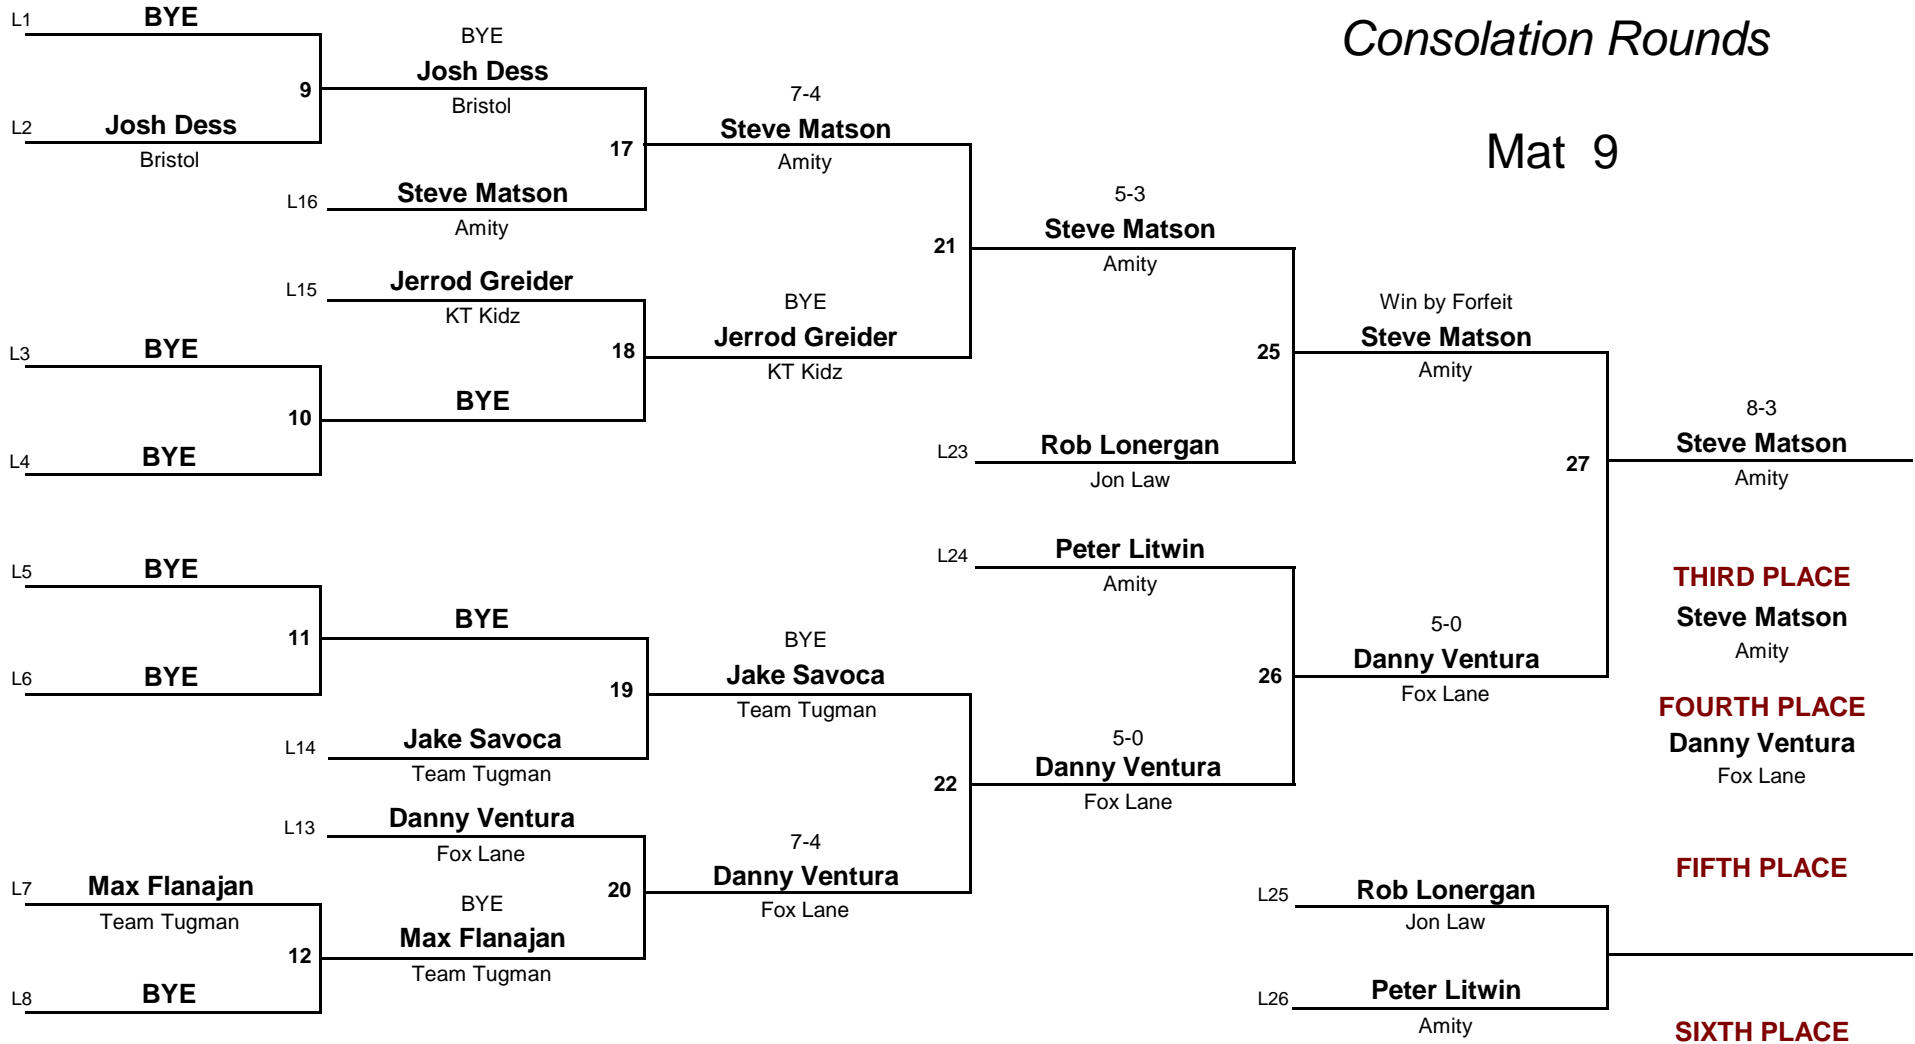 Consolation Rounds
Mat 9
L1
BYE
9
L2
Josh Dess
Bristol
BYE
Josh Dess
Bristol
17
L16
Steve Matson
Amity
7-4
Steve Matson
Amity
21
L15
Jerrod Greider
KT Kidz
18
BYE
Jerrod Greider
KT Kidz
L3
BYE
10
BYE
L4
BYE
5-3
Steve Matson
Amity
25
L23
Rob Lonergan
Jon Law
Win by Forfeit
Steve Matson
Amity
27
8-3
Steve Matson
Amity
L5
BYE
11
BYE
L6
BYE
19
L14
Jake Savoca
Team Tugman
BYE
Jake Savoca
Team Tugman
22
L13
Danny Ventura
Fox Lane
20
7-4
Danny Ventura
Fox Lane
L7
Max Flanajan
Team Tugman
12
BYE
Max Flanajan
Team Tugman
L8
BYE
L24
Peter Litwin
Amity
26
5-0
Danny Ventura
Fox Lane
5-0
Danny Ventura
Fox Lane
THIRD PLACE
Steve Matson
Amity
FOURTH PLACE
Danny Ventura
Fox Lane
L25
Rob Lonergan
Jon Law
FIFTH PLACE
L26
Peter Litwin
Amity
SIXTH PLACE